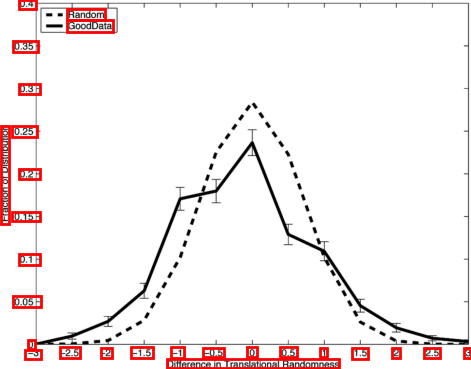 0.4
Random
GoodData
0.35
0.3
0.25
0.2
0.15
0.1
0.05
0
Fraction of Distribution
-3 -2.5 -2 -1.5 -1 -0.5 0 0.5 1 1.5 2 2.5 3
Difference in Translational Randomness